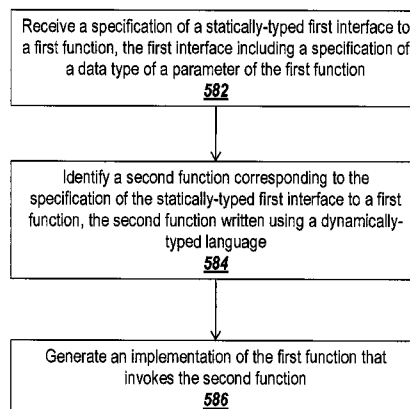 Receive a specification of a statically-typed first interface to
a first function, the first interface including a specification of
a data type of a parameter of the first function
582
Identify a second function corresponding to the
specification of the statically-typed first interface to a first
function, the second function written using a dynamically-
typed language
584
Generate an implementation of the first function that
invokes the second function
586